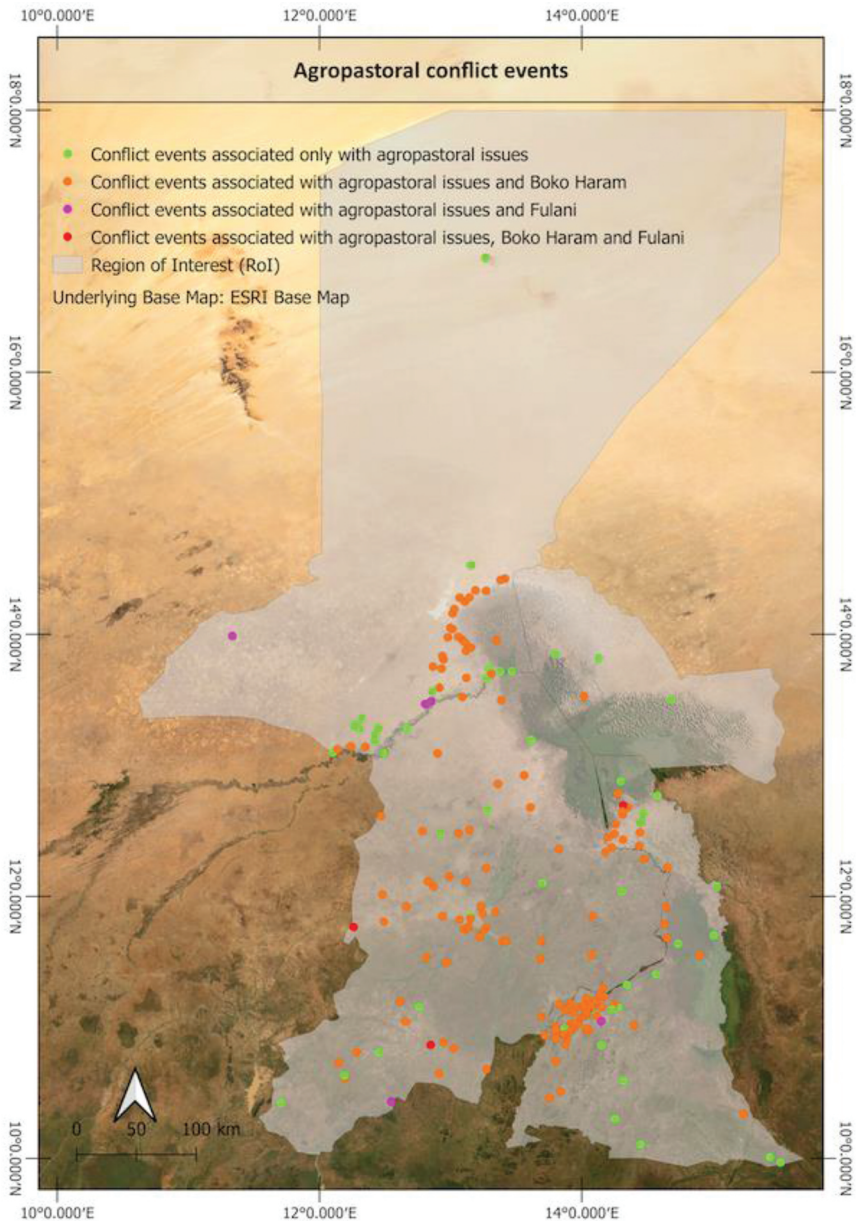 10°0.000'E 12°0.000'E 14°0.000'E
Agropastoral conflict events
18°0.000'N 18°0.000'N
Conflict events associated only with agropastoral issues
Conflict events associated with agropastoral issues and Boko Haram
Conflict events associated with agropastoral issues and Fulani
Conflict events associated with agropastoral issues, Boko Haram and Fulani
Region of Interest (RoI)
Underlying Base Map: ESRI Base Map
16°0.000'N 16°0.000'N
14°0.000'N 14°0.000'N
12°0.000'N 12°0.000'N
0 50 100 km
10°0.000'N 10°0.000'N
10°0.000'E 12°0.000'E 14°0.000'E